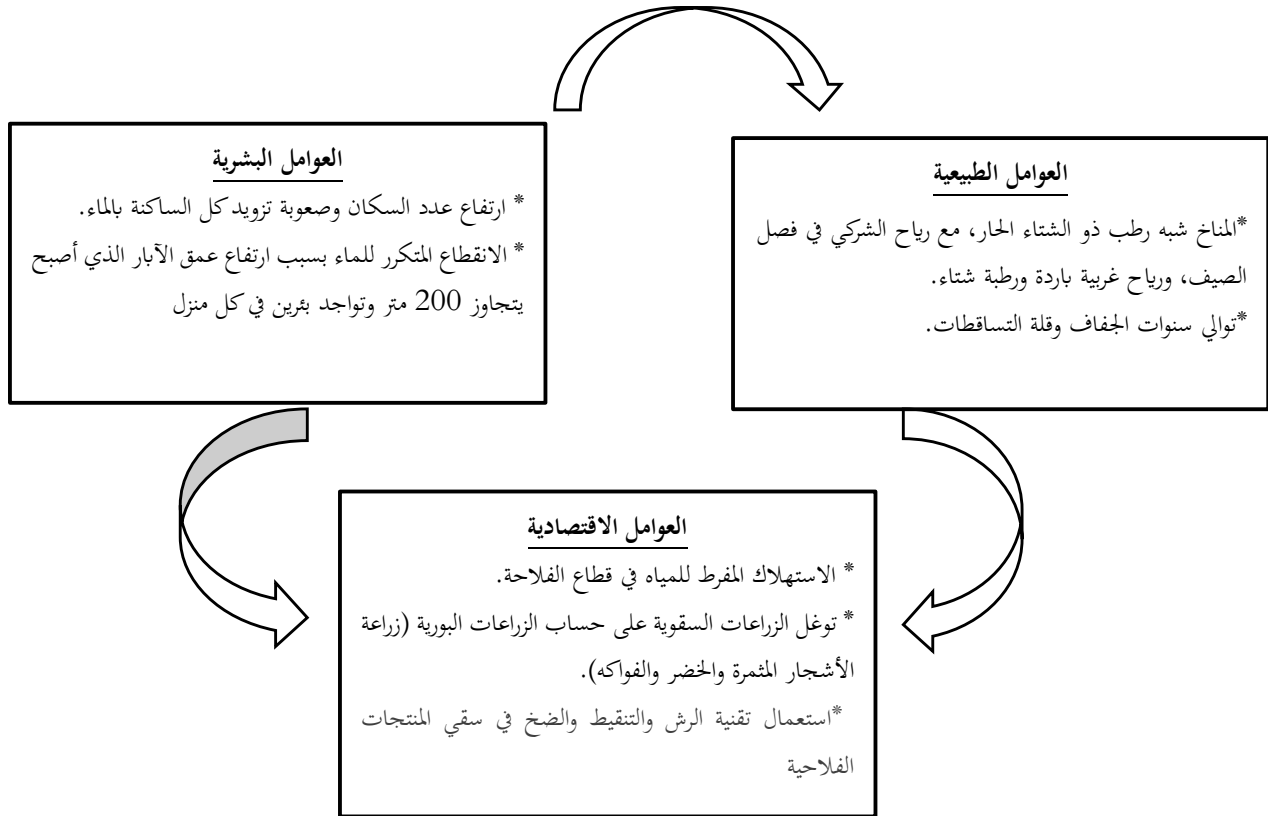 العوامل الطبيعية
*المناخ شبه رطب ذو الشتاء الحار، مع رياح الشركي في فصل
الصيف، ورياح غربية باردة ورطبة شتاء.
*توالي سنوات الجفاف وقلة التساقطات.
العوامل البشرية
* ارتفاع عدد السكان وصعوبة تزويد كل الساكنة بالماء.
* الانقطاع المتكرر للماء بسبب ارتفاع عمق الآبار الذي أصبح
يتجاوز 200 متر وتواجد بئرين في كل منزل
العوامل الاقتصادية
* الاستهلاك المفرط للمياه في قطاع الفلاحة.
* توغل الزراعات السقوية على حساب الزراعات البورية (زراعة
الأشجار المثمرة والخضر والفواكه).
*استعمال تقنية الرش والتنقيط والضخ في سقي المنتجات
الفلاحية